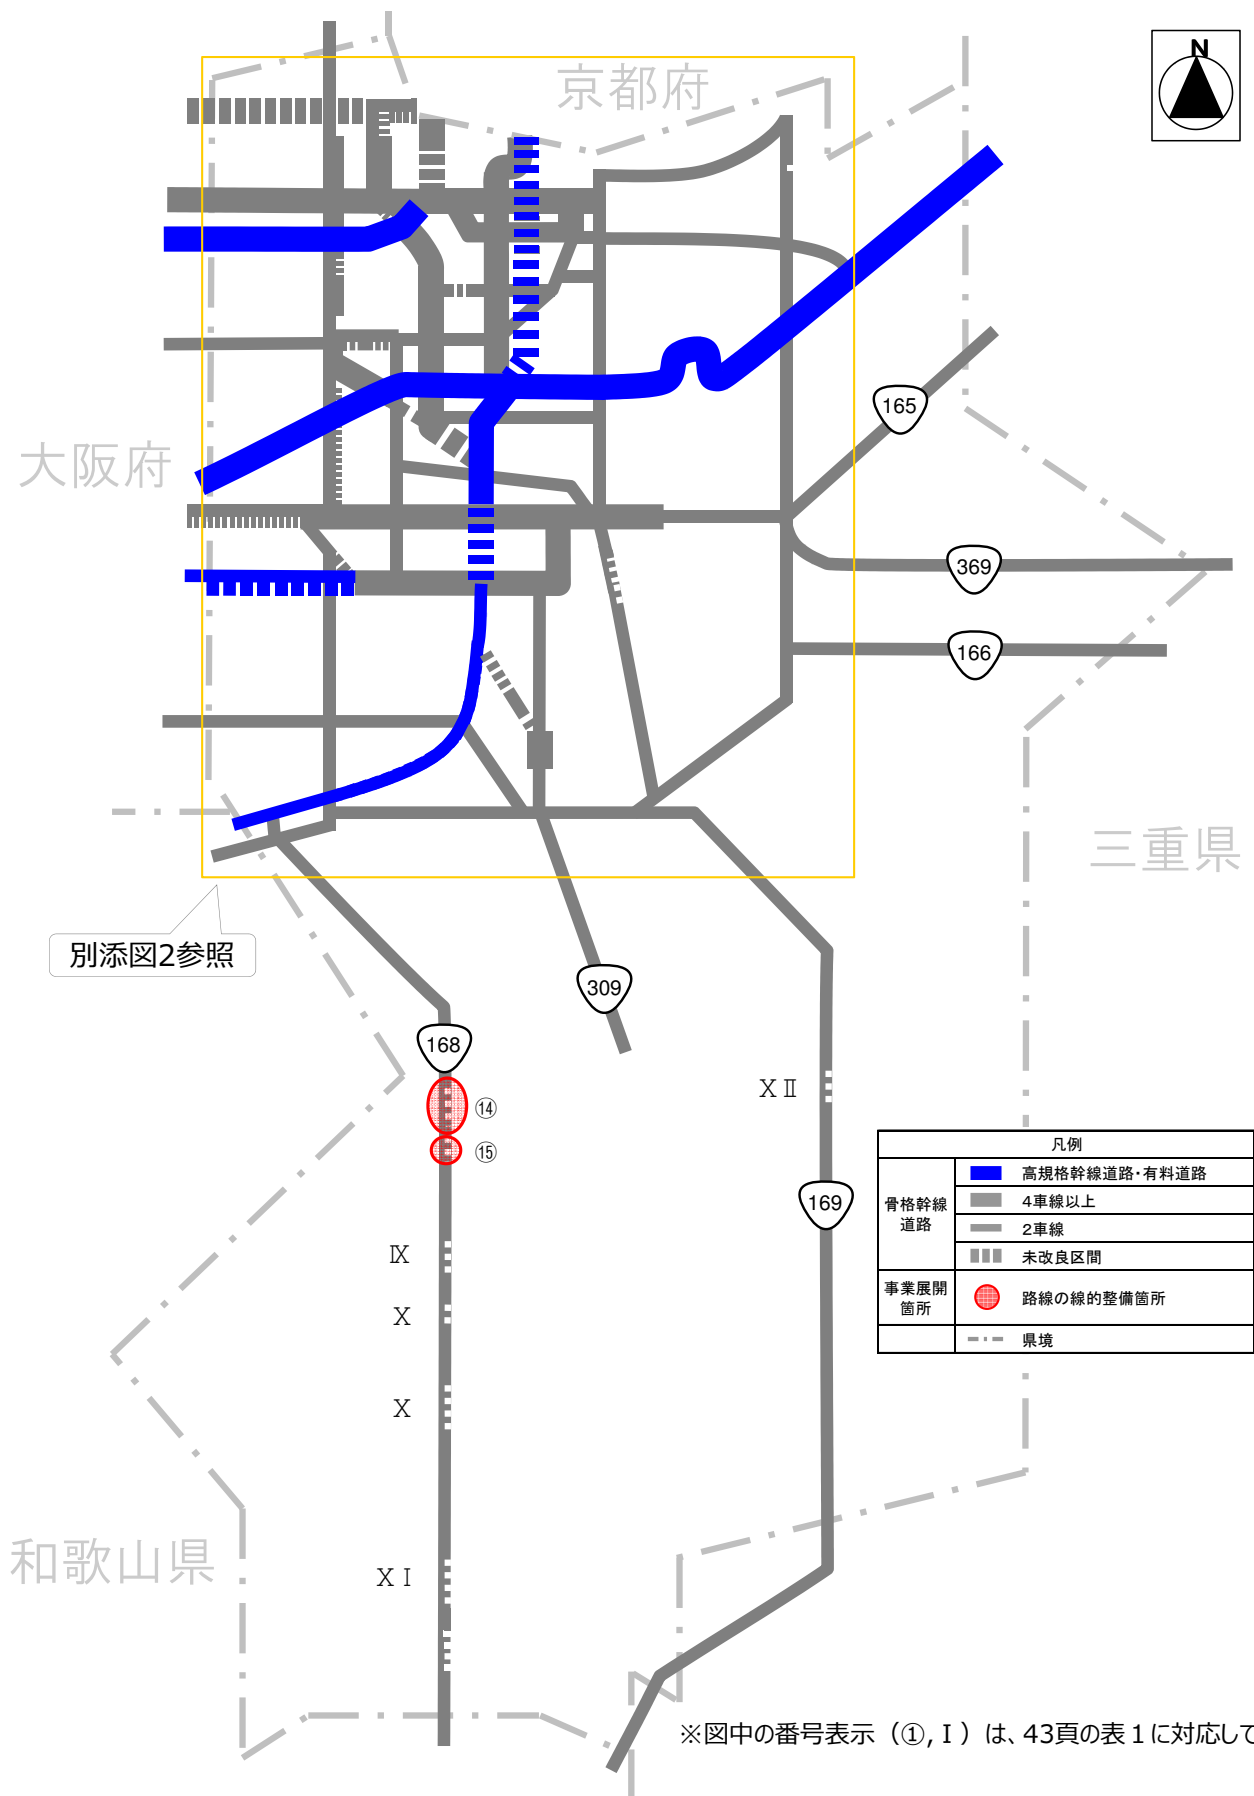 N
京都府
165
大阪府
369
166
三重県
別添図2参照
309
168
ⅩⅡ
⑭
⑮
凡例
骨格幹線道路
高規格幹線道路・有料道路
4車線以上
2車線
未改良区間
事業展開箇所
路線の線的整備箇所
県境
169
Ⅸ
Ⅹ
Ⅹ
和歌山県
ⅩⅠ
※図中の番号表示（①,Ⅰ）は、43頁の表１に対応して